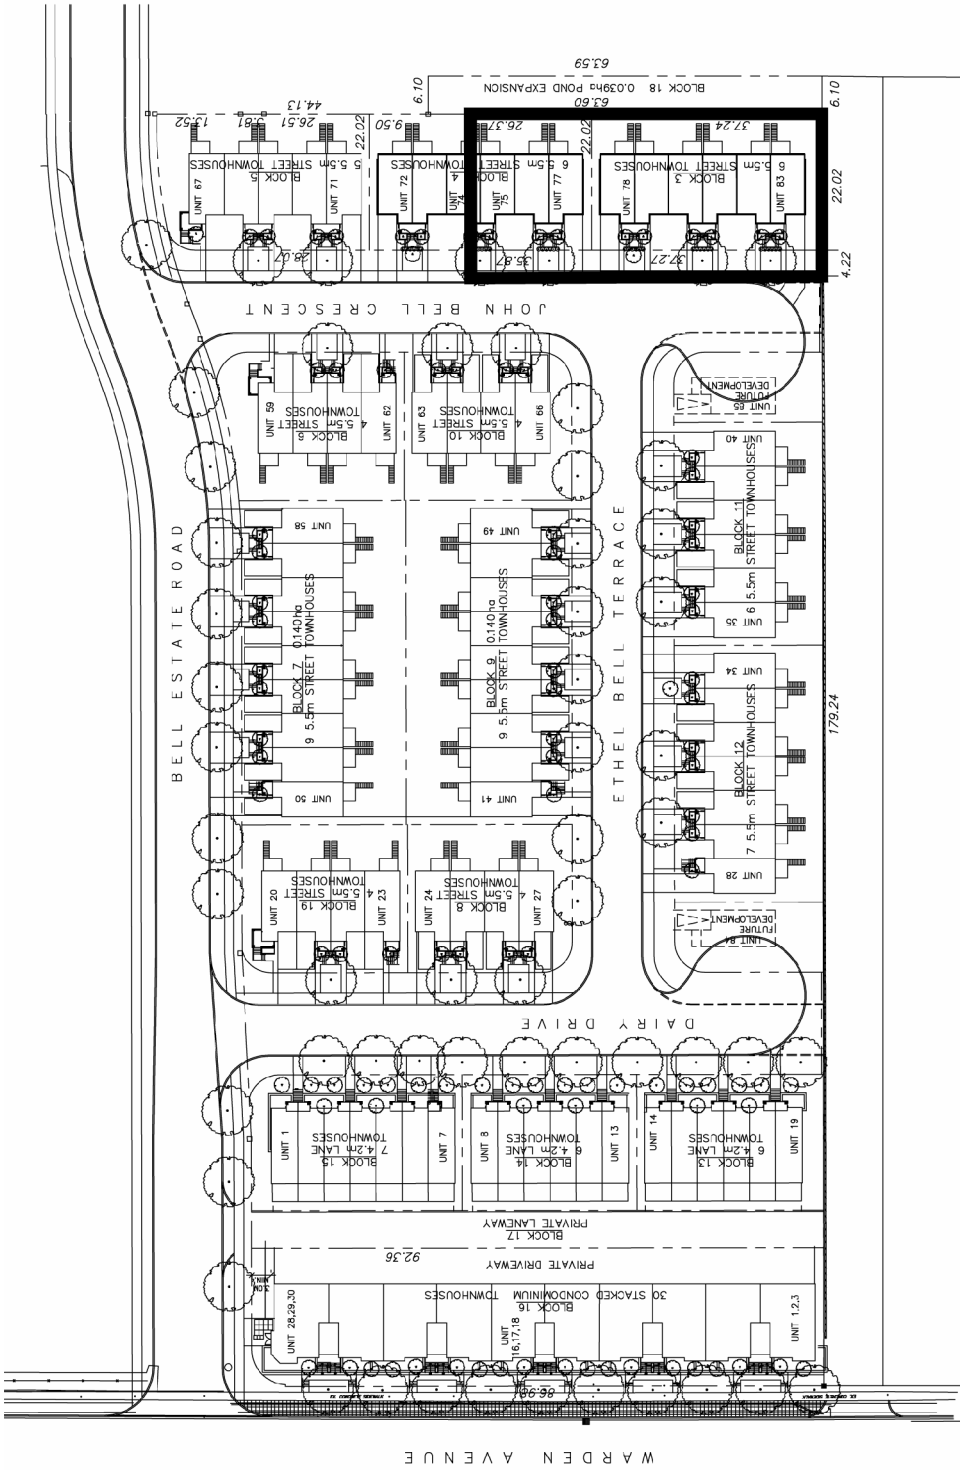 63.59
BLOCK 18 0.039ha POND EXPANSION
63.60
6.10
6.10
44.13
13.52
3.81
26.51
22.02
9.50
26.37
22.02
37.24
22.02
4.22
UNIT 67
BLOCK 5
5 5.5m STREET TOWNHOUSES
UNIT 71
UNIT 72
BLOCK 4
6 5.5m STREET TOWNHOUSES
UNIT 74
UNIT 75
UNIT 77
UNIT 78
BLOCK 3
6 5.5m STREET TOWNHOUSES
UNIT 83
28.07
35.87
37.27
JOHN BELL CRESCENT
UNIT 59
BLOCK 6
4 5.5m STREET
TOWNHOUSES
UNIT 62
UNIT 63
BLOCK 10
4 5.5m STREET
TOWNHOUSES
UNIT 66
UNIT 65
FUTURE
DEVELOPMENT
UNIT 40
BLOCK 11
6 5.5m STREET TOWNHOUSES
UNIT 35
UNIT 58
BLOCK 7 0.140ha
9 5.5m STREET TOWNHOUSES
UNIT 50
UNIT 49
BLOCK 9 0.140ha
9 5.5m STREET TOWNHOUSES
UNIT 41
BELL ESTATE ROAD
ETHEL BELL TERRACE
UNIT 34
BLOCK 12
7 5.5m STREET TOWNHOUSES
UNIT 28
179.24
UNIT 84
FUTURE
DEVELOPMENT
UNIT 20
BLOCK 19
4 5.5m STREET
TOWNHOUSES
UNIT 23
UNIT 24
BLOCK 8
4 5.5m STREET
TOWNHOUSES
UNIT 27
DAIRY DRIVE
UNIT 1
BLOCK 15
7 4.2m LANE
TOWNHOUSES
UNIT 7
UNIT 8
BLOCK 14
6 4.2m LANE
TOWNHOUSES
UNIT 13
UNIT 14
BLOCK 13
6 4.2m LANE
TOWNHOUSES
UNIT 19
BLOCK 17
PRIVATE LANEWAY
92.36
PRIVATE DRIVEWAY
MIN.
BLOCK 16
30 STACKED CONDOMINIUM TOWNHOUSES
UNIT 28,29,30
UNIT
16,17,18
UNIT 1,2,3
WARDEN AVENUE